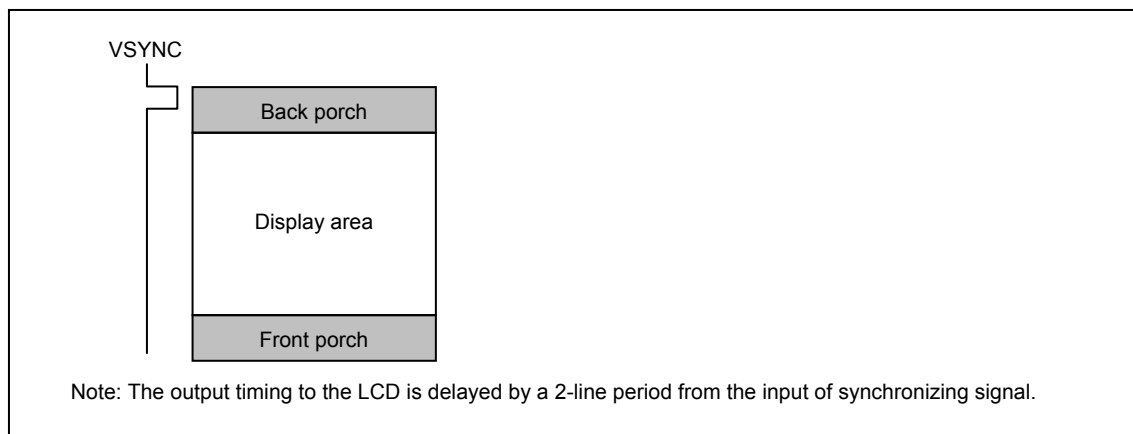 VSYNC
Back porch
Display area
Front porch
Note: The output timing to the LCD is delayed by a 2-line period from the input of synchronizing signal.